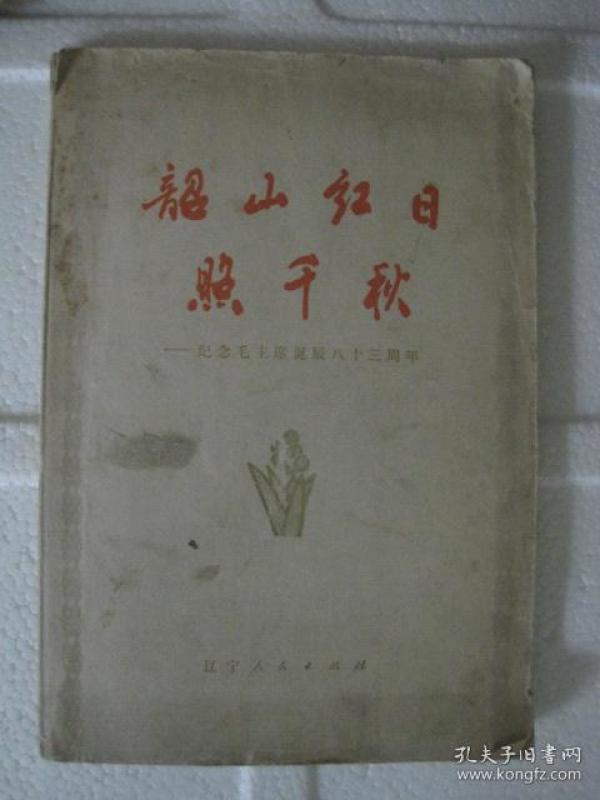 韶山红日
照千秋
——纪念毛主席诞辰八十三周年
辽宁人民出版社
孔夫子旧書网
www.kongfz.com